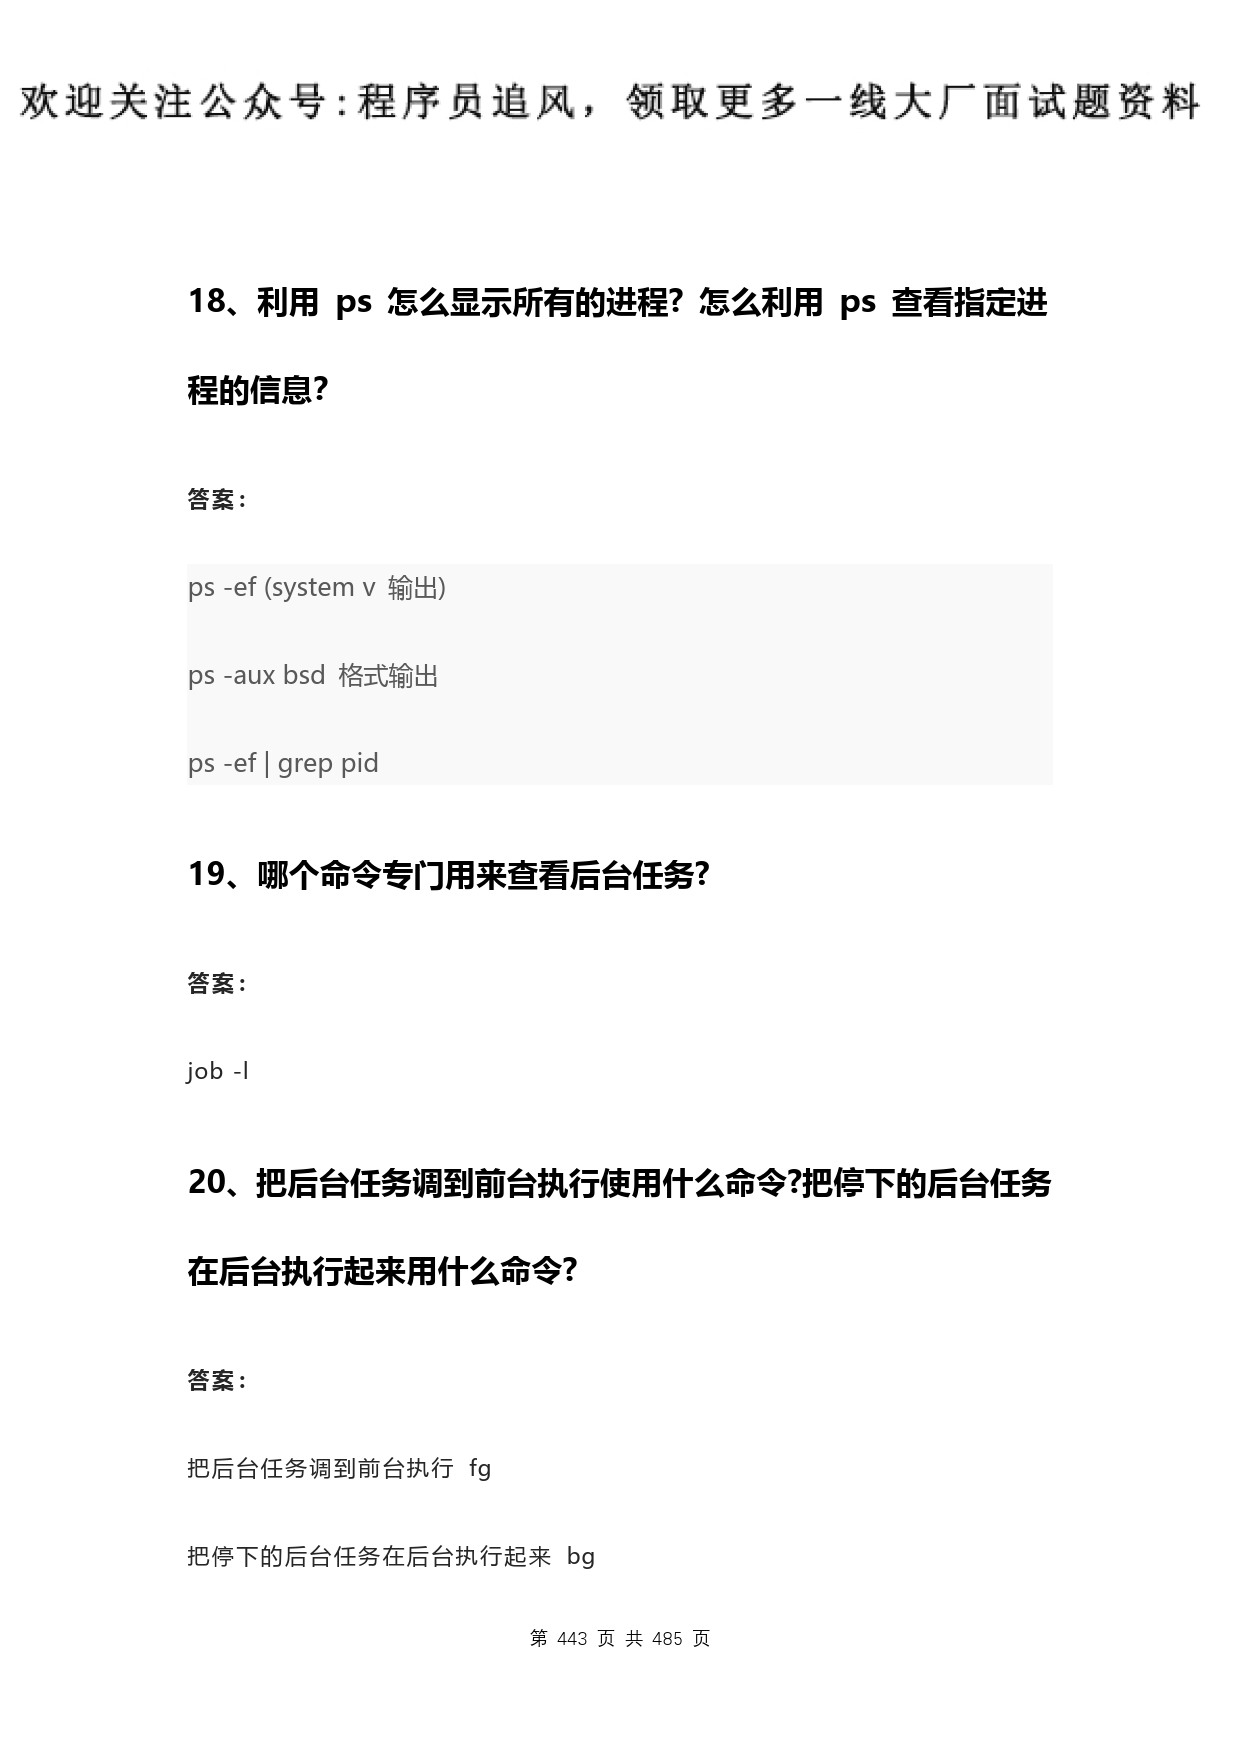 欢迎关注公众号:程序员追风，领取更多一线大厂面试题资料
18、利用 ps 怎么显示所有的进程? 怎么利用 ps 查看指定进
程的信息?
答案:
ps -ef (system v 输出)
ps -aux bsd 格式输出
ps -ef | grep pid
19、哪个命令专门用来查看后台任务?
答案:
job -l
20、把后台任务调到前台执行使用什么命令?把停下的后台任务
在后台执行起来用什么命令?
答案:
把后台任务调到前台执行 fg
把停下的后台任务在后台执行起来 bg
第 443 页 共 485 页